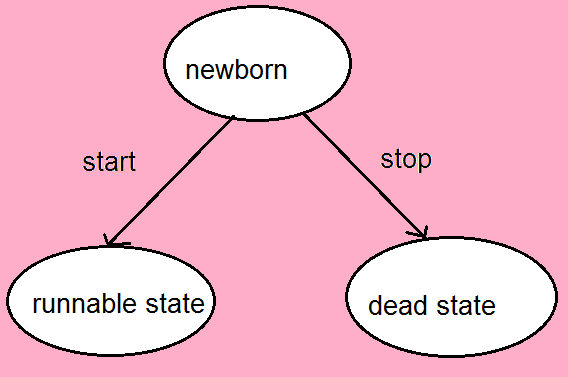 newborn
start
stop
runnable state
dead state